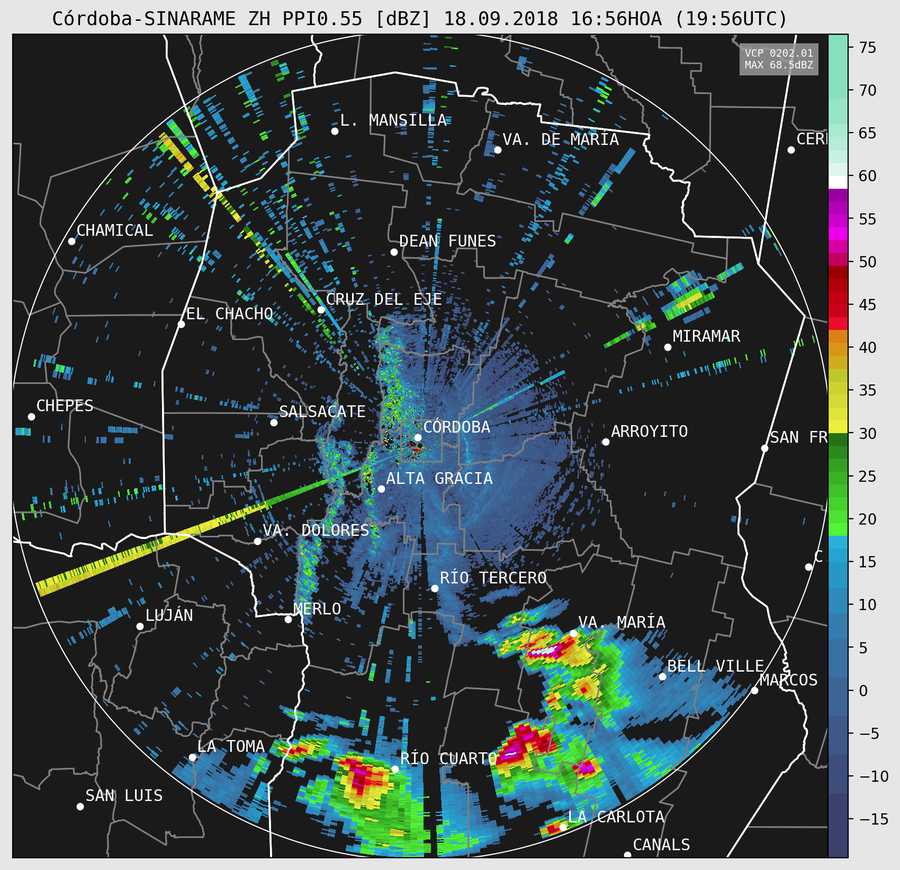 Córdoba-SINARAME ZH PPI0.55 [dBZ] 18.09.2018 16:56HOA (19:56UTC)
VCP 0202.01
MAX 68.5dBZ
75
70
65
60
55
50
45
40
35
30
25
20
15
10
5
0
−5
−10
−15
L. MANSILLA
VA. DE MARÍA
CER
CHAMICAL
DEAN FUNES
CRUZ DEL EJE
EL CHACHO
MIRAMAR
CHEPES
SALSACATE
CÓRDOBA
ARROYITO
SAN FR
ALTA GRACIA
VA. DOLORES
C
RÍO TERCERO
LUJÁN
MERLO
VA. MARÍA
BELL VILLE
MARCOS
LA TOMA
RÍO CUARTO
SAN LUIS
LA CARLOTA
CANALS